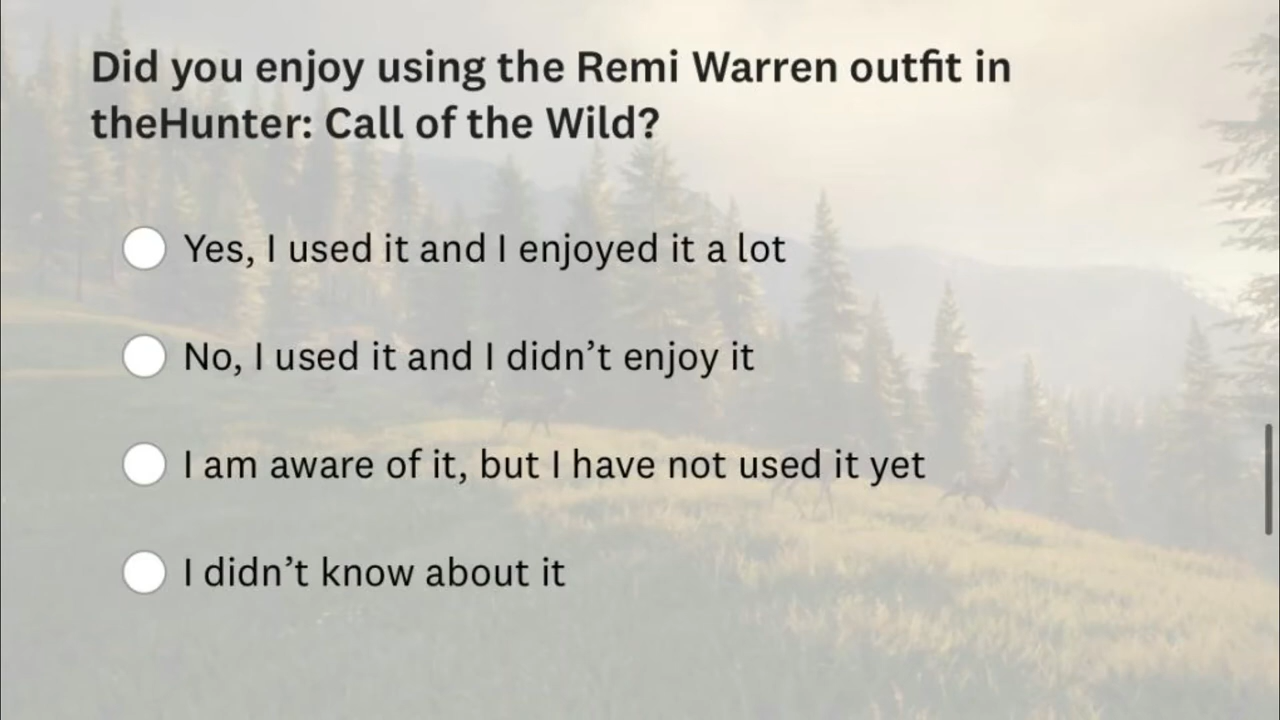 Did you enjoy using the Remi Warren outfit in
theHunter: Call of the Wild?
Yes, I used it and I enjoyed it a lot
No, I used it and I didn’t enjoy it
I am aware of it, but I have not used it yet
I didn’t know about it